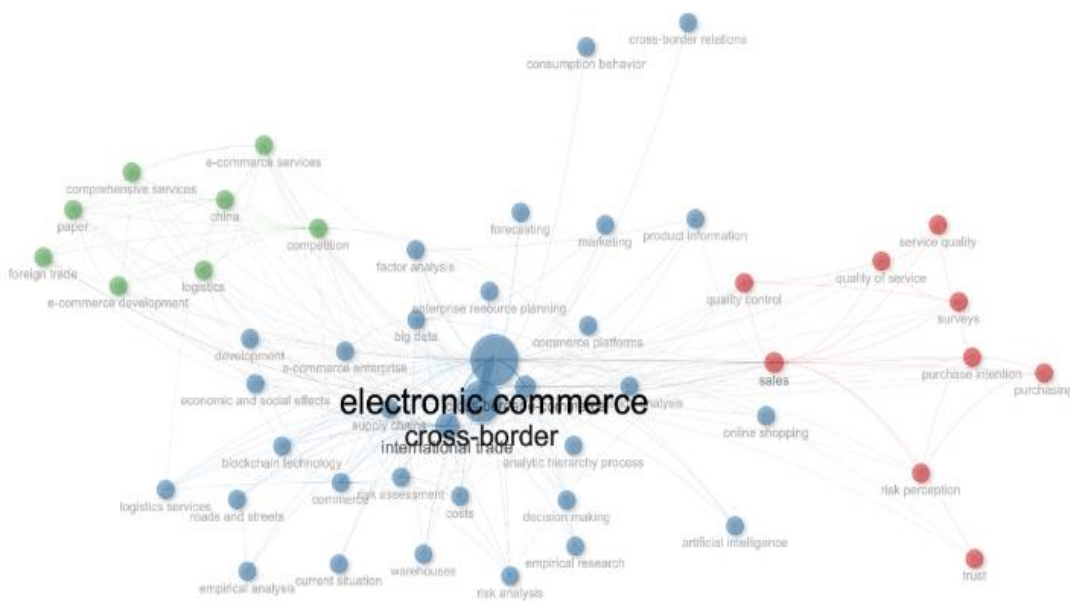 cross-border relations
consumption behavior
e-commerce services
comprehensive services
china
paper
competition
foreign trade
logistics
e-commerce development
forecasting
marketing
product information
factor analysis
service quality
quality of service
quality control
surveys
enterprise resource planning
big data
commerce platforms
development
e-commerce enterprise
sales
purchase intention
purchasing
economic and social effects
electronic commerce
analysis
supply chains
cross-border
online shopping
international trade
blockchain technology
analytic hierarchy process
risk perception
logistics services
commerce
risk assessment
roads and streets
costs
decision making
artificial intelligence
empirical research
warehouses
current situation
empirical analysis
risk analysis
trust